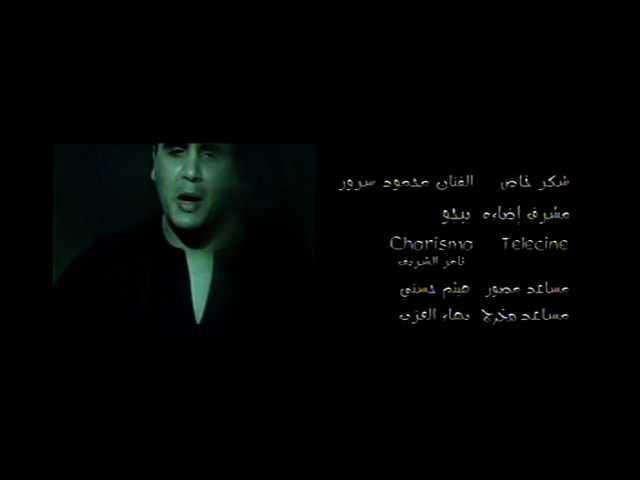 شكر خاص الفنان محمود سرور
مشرف إضاءه بيجو
Telecine Charisma
تامر الشريف
مساعد مصور هيثم حسني
مساعد مخرج بهاء العزب